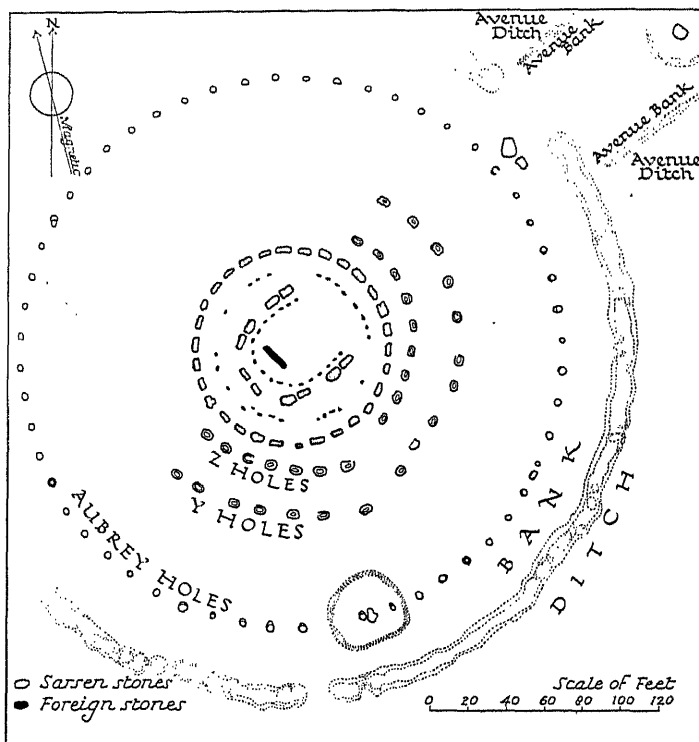 N
Magnetic
Avenue
Ditch
Avenue
Bank
Avenue Bank
Avenue
Ditch
Z HOLES
Y HOLES
AUBREY HOLES
BANK
DITCH
Sarsen stones
Foreign stones
Scale of Feet
0 20 40 60 80 100 120